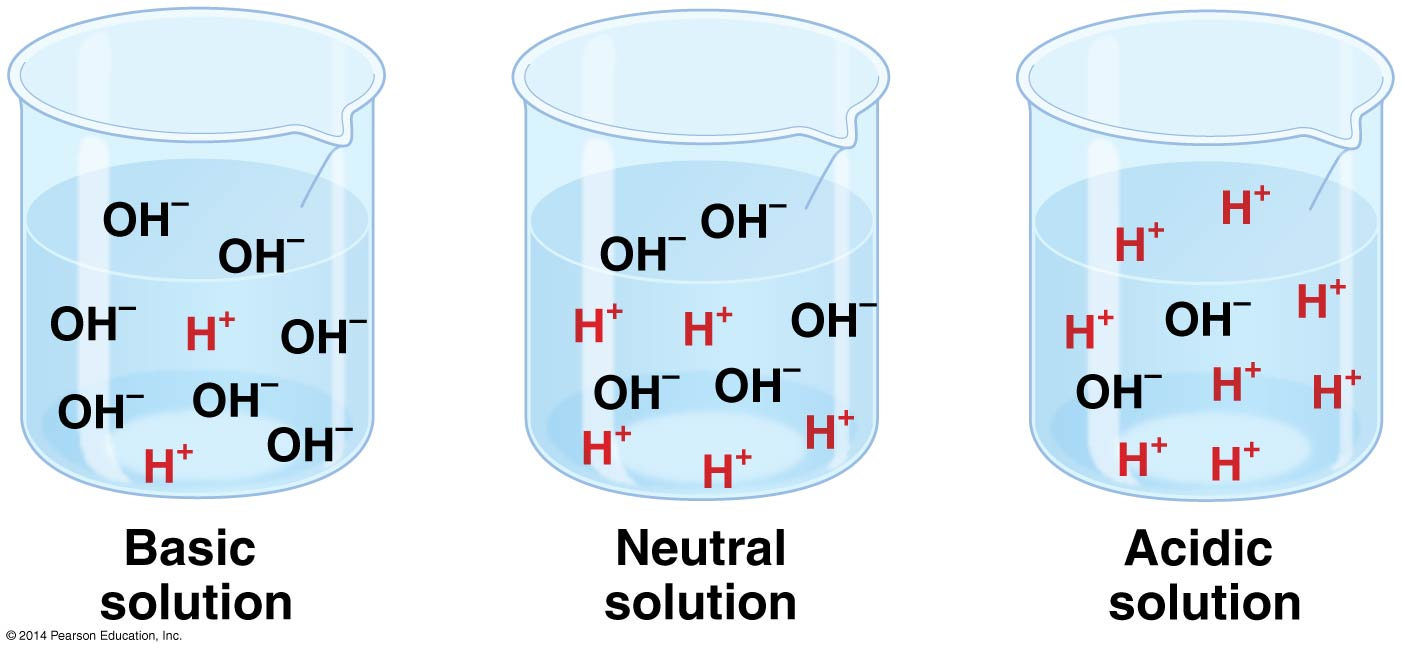 OH⁻
OH⁻
OH⁻
H⁺
OH⁻
OH⁻
OH⁻
OH⁻
H⁺
Basic
solution
OH⁻
OH⁻
H⁺
H⁺
OH⁻
OH⁻
OH⁻
H⁺
H⁺
H⁺
Neutral
solution
H⁺
H⁺
H⁺
OH⁻
H⁺
OH⁻
H⁺
H⁺
H⁺
H⁺
Acidic
solution
© 2014 Pearson Education, Inc.